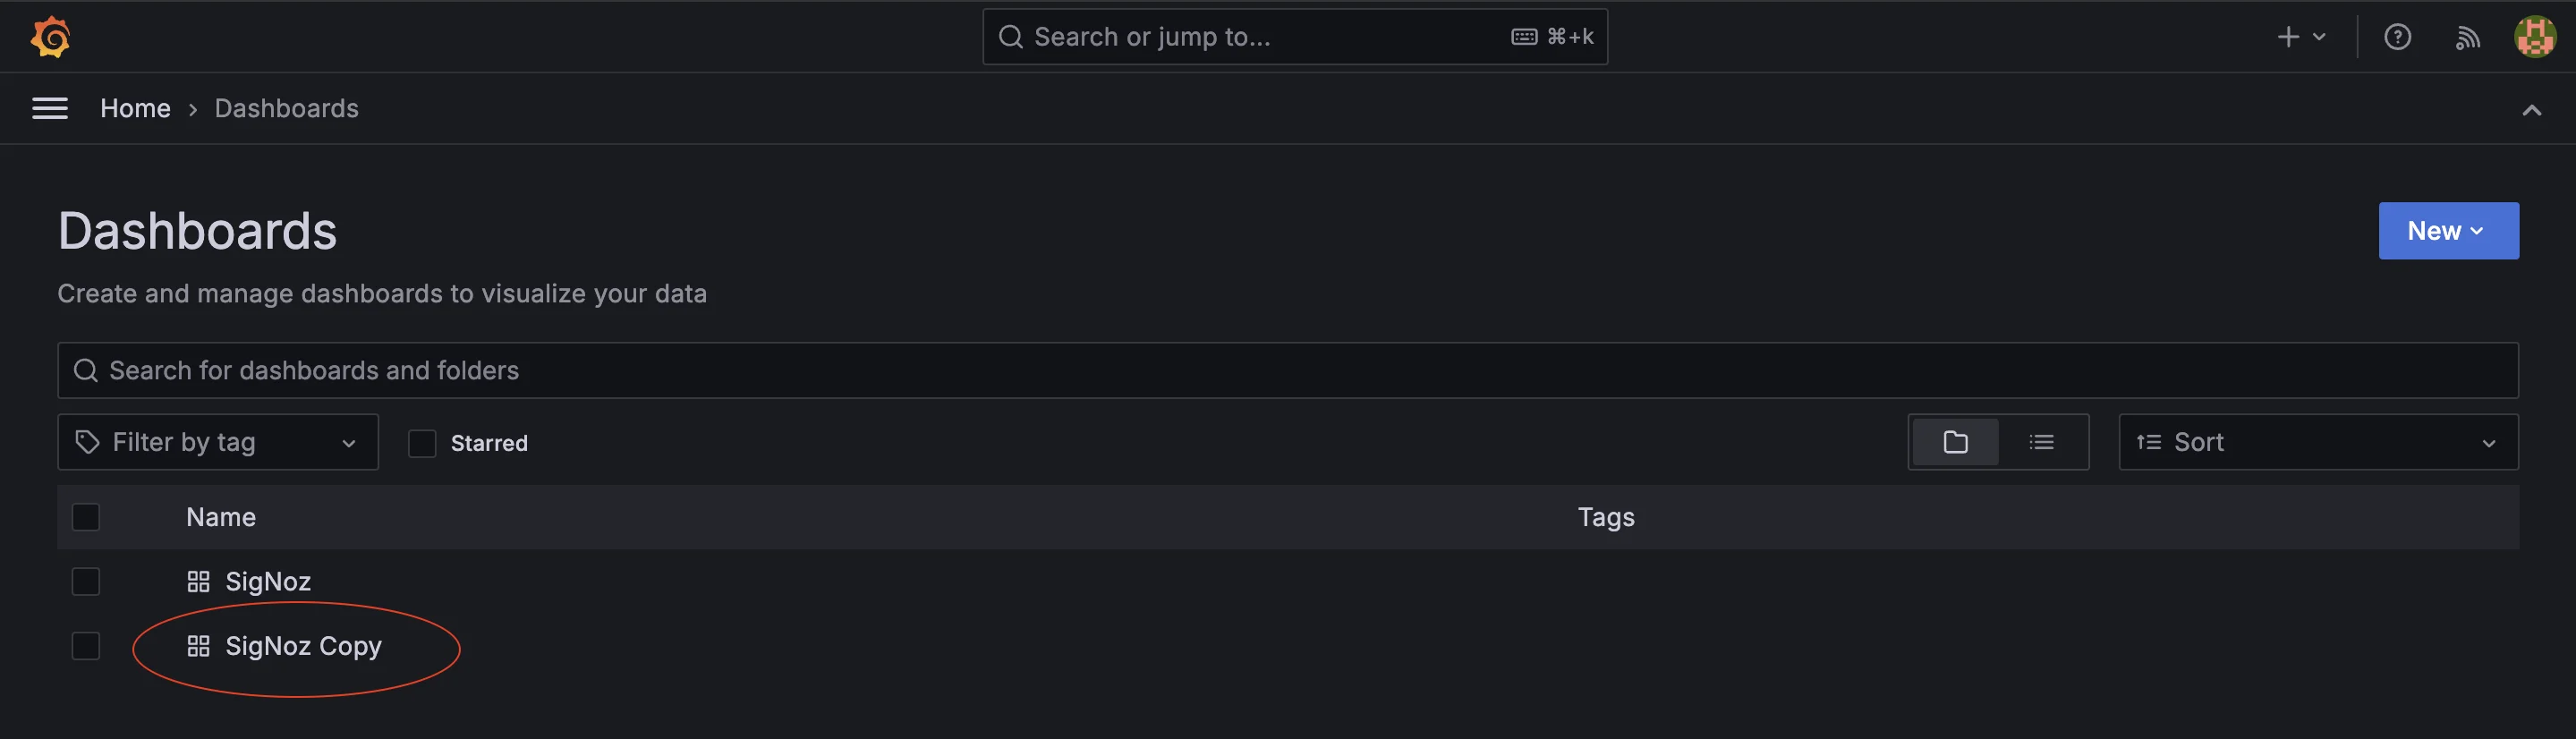 Search or jump to... ⌘+k
Home › Dashboards
Dashboards
New
Create and manage dashboards to visualize your data
Search for dashboards and folders
Filter by tag
Starred
Sort
Name Tags
SigNoz
SigNoz Copy